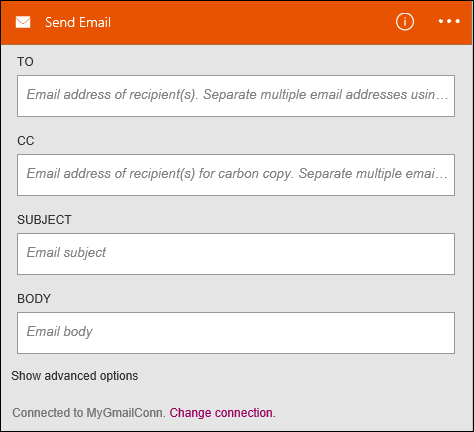 Send Email
TO
Email address of recipient(s). Separate multiple email addresses usin...
CC
Email address of recipient(s) for carbon copy. Separate multiple emai...
SUBJECT
Email subject
BODY
Email body
Show advanced options
Connected to MyGmailConn. Change connection.